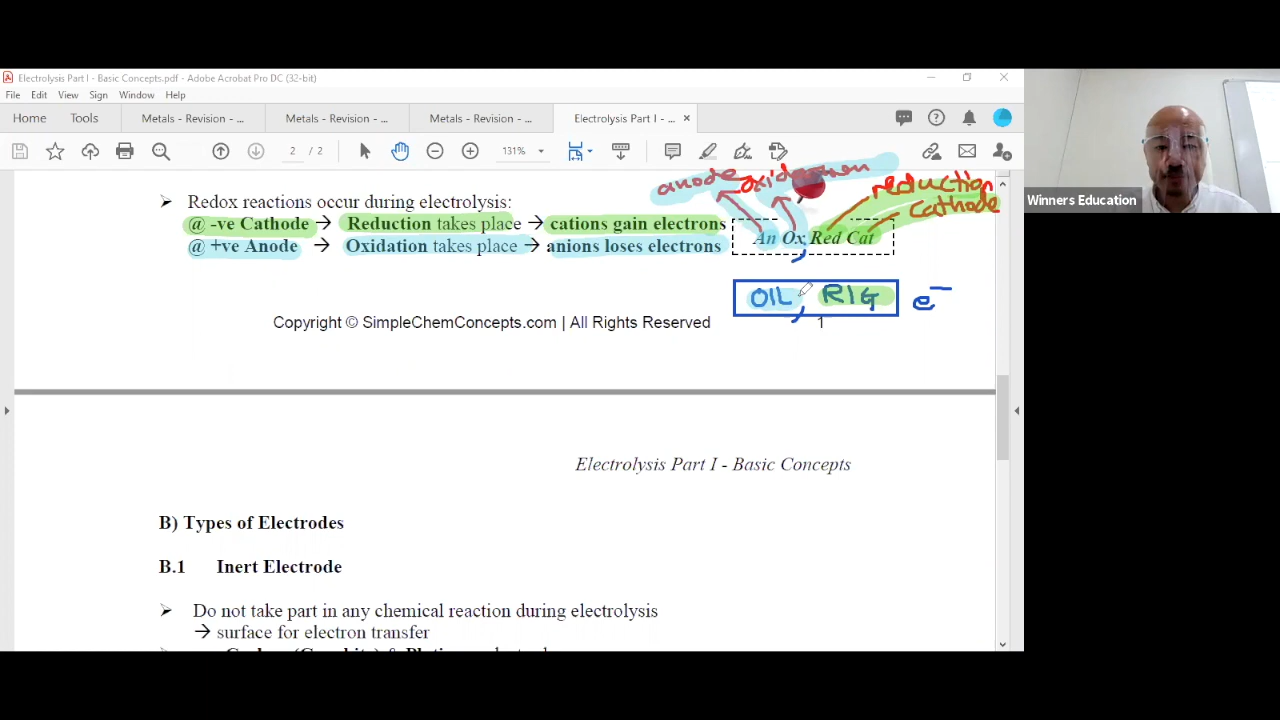 Electrolysis Part I - Basic Concepts.pdf - Adobe Acrobat Pro DC (32-bit)
File Edit View Sign Window Help
Home Tools Metals - Revision - ... Metals - Revision - ... Metals - Revision - ... Electrolysis Part I - ... ×
2 / 2 131%
anode reduction
cathode
➢ Redox reactions occur during electrolysis:
@ -ve Cathode → Reduction takes place → cations gain electrons
@ +ve Anode → Oxidation takes place → anions loses electrons
An Ox, Red Cat
OIL, RIG e⁻
Copyright © SimpleChemConcepts.com | All Rights Reserved 1
Electrolysis Part I - Basic Concepts
B) Types of Electrodes
B.1 Inert Electrode
➢ Do not take part in any chemical reaction during electrolysis
→ surface for electron transfer
Winners Education